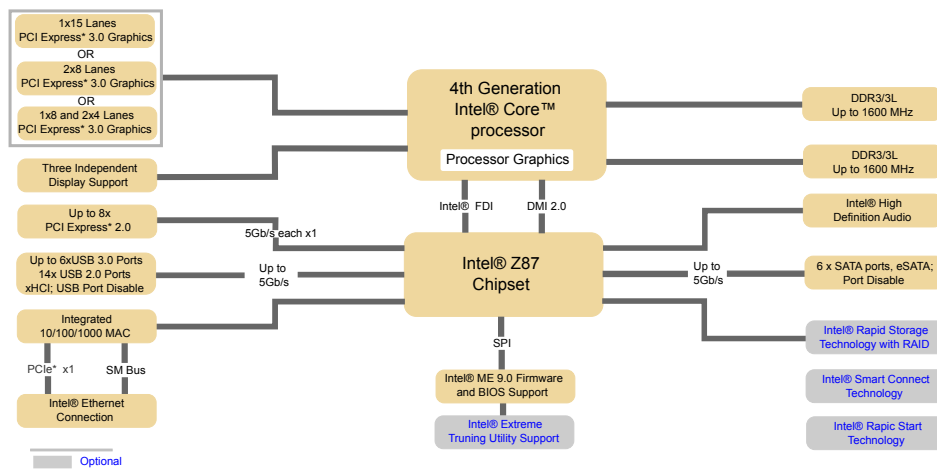 1x15 Lanes
PCI Express* 3.0 Graphics
OR
2x8 Lanes
PCI Express* 3.0 Graphics
OR
1x8 and 2x4 Lanes
PCI Express* 3.0 Graphics
Three Independent
Display Support
Up to 8x
PCI Express* 2.0
5Gb/s each x1
Up to 6xUSB 3.0 Ports
14x USB 2.0 Ports
xHCI; USB Port Disable
Up to
5Gb/s
Integrated
10/100/1000 MAC
PCIe* x1
SM Bus
Intel® Ethernet
Connection
Optional
4th Generation
Intel® Core™
processor
Processor Graphics
Intel® FDI
DMI 2.0
Intel® Z87
Chipset
SPI
Intel® ME 9.0 Firmware
and BIOS Support
Intel® Extreme
Truning Utility Support
DDR3/3L
Up to 1600 MHz
DDR3/3L
Up to 1600 MHz
Intel® High
Definition Audio
Up to
5Gb/s
6 x SATA ports, eSATA;
Port Disable
Intel® Rapid Storage
Technology with RAID
Intel® Smart Connect
Technology
Intel® Rapic Start
Technology